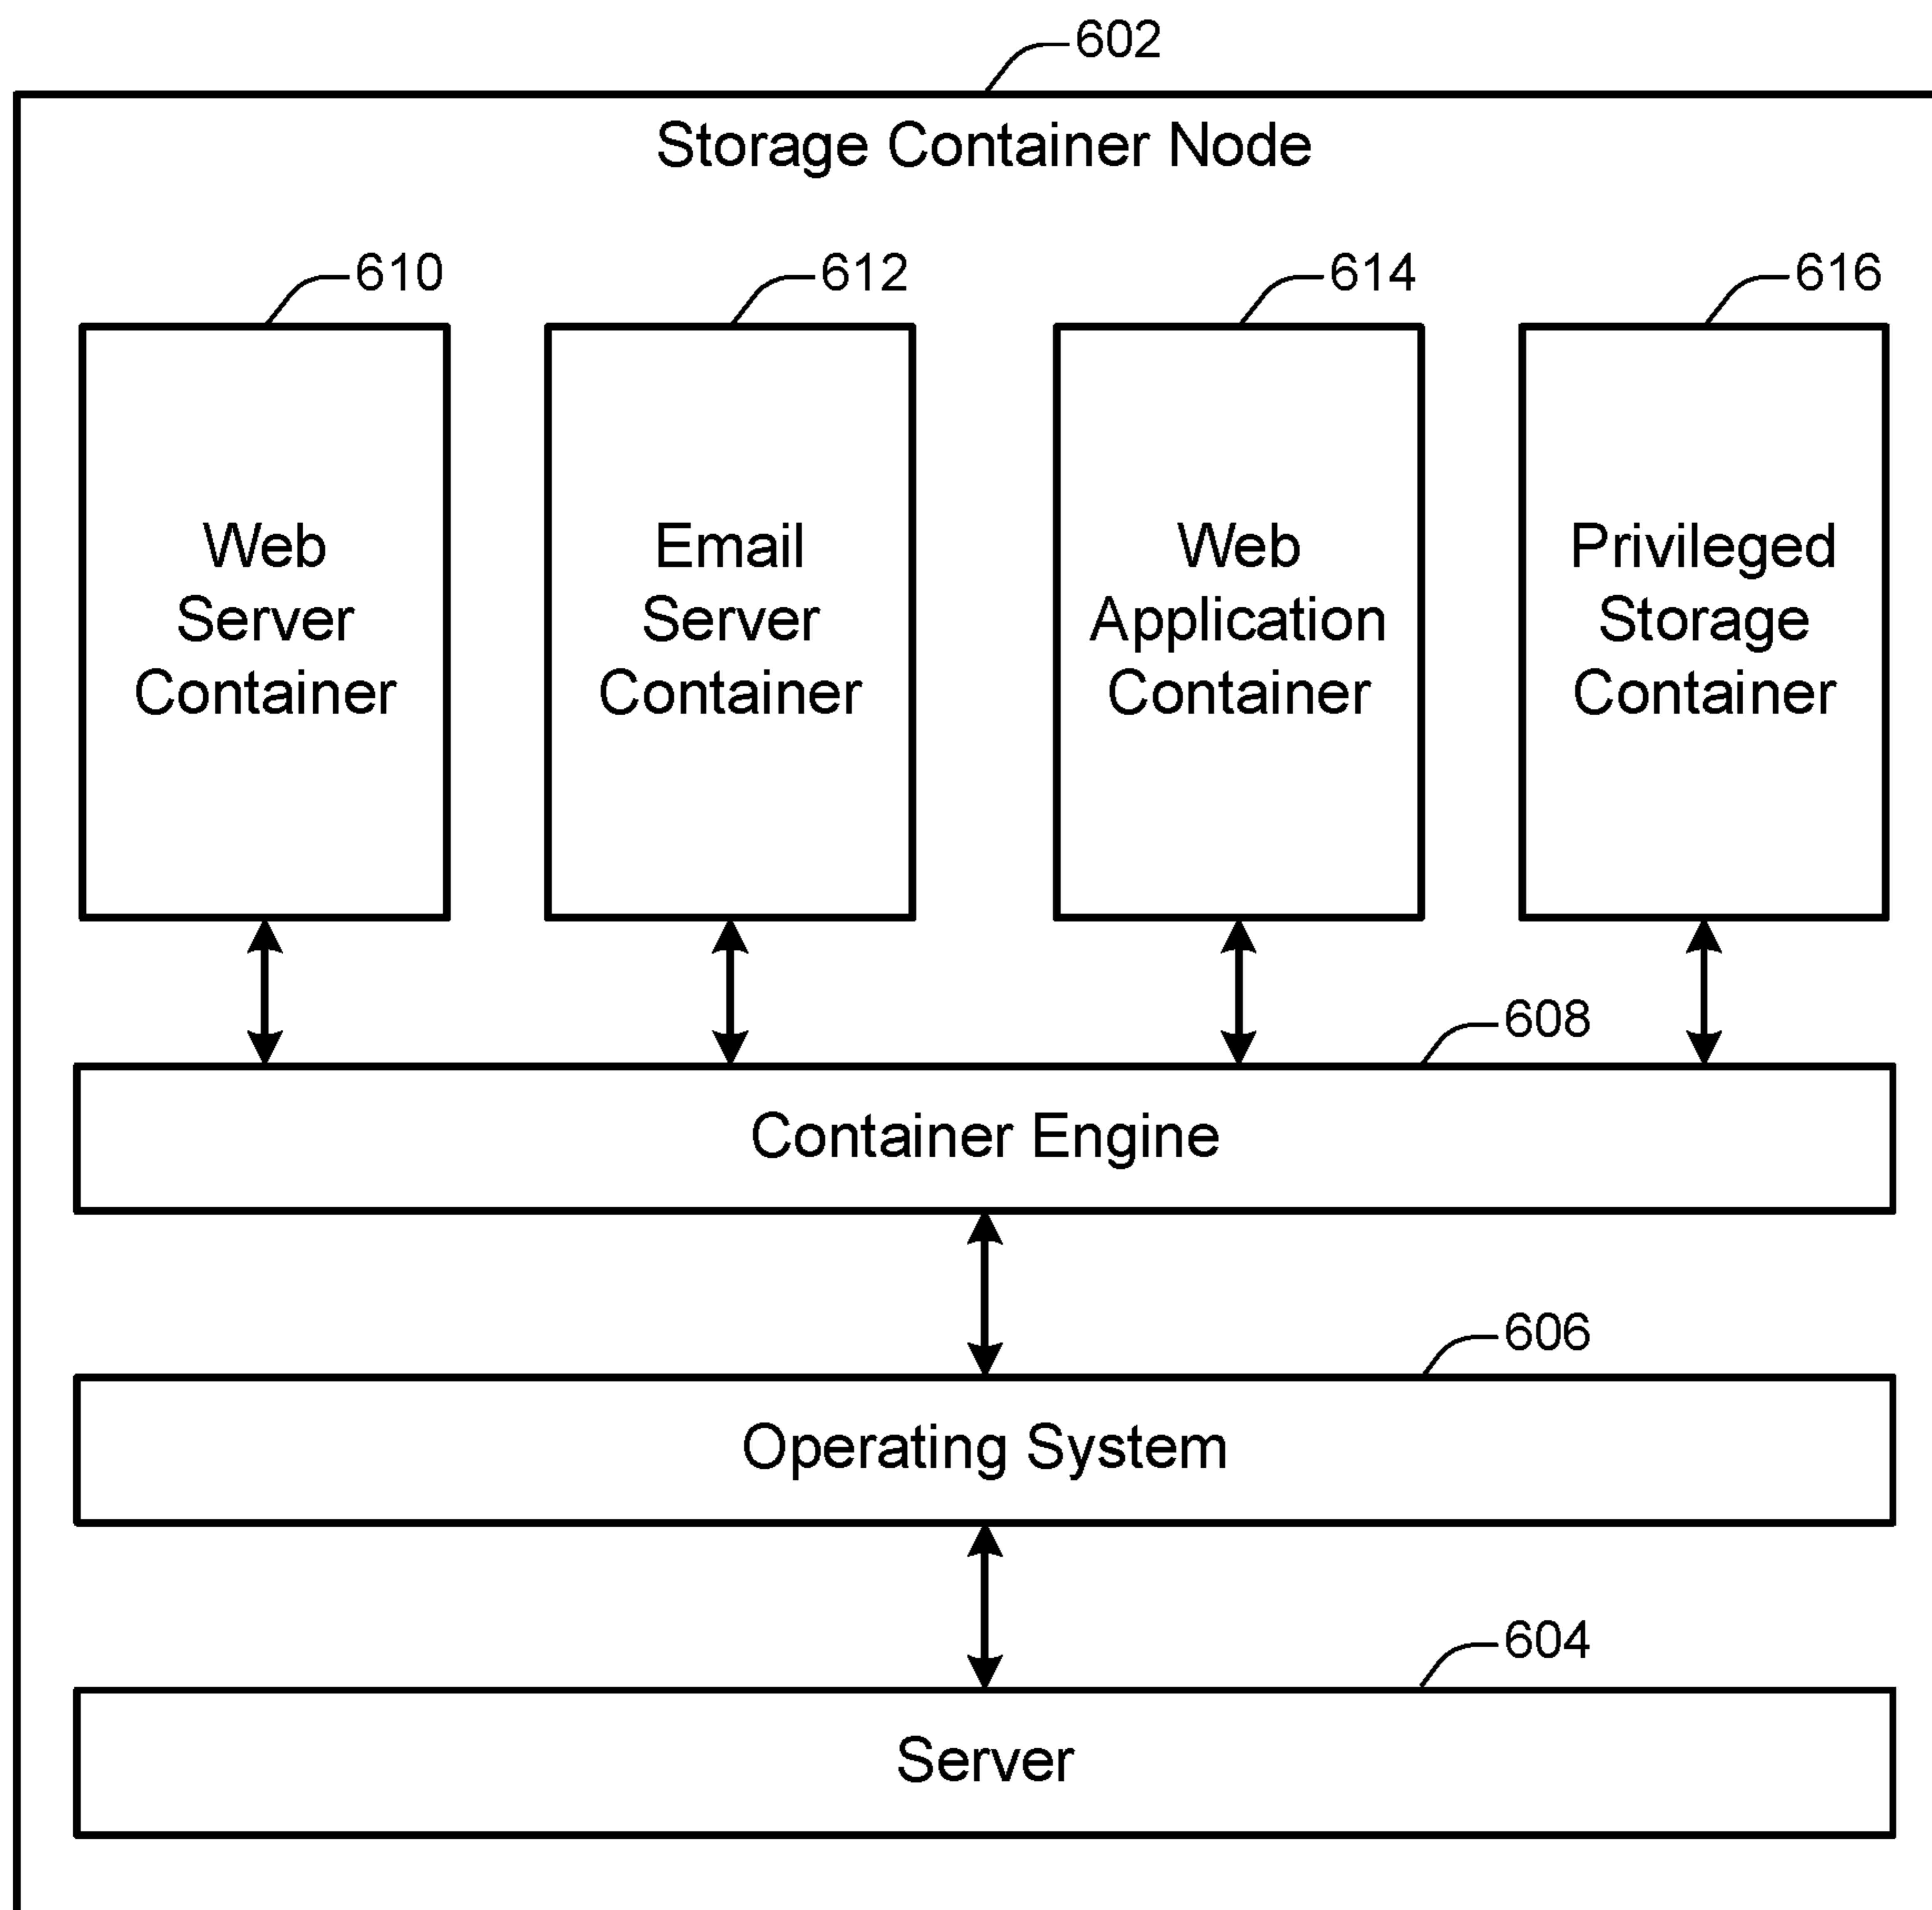 602
Storage Container Node
610
612
614
616
Web
Server
Container
Email
Server
Container
Web
Application
Container
Privileged
Storage
Container
608
Container Engine
606
Operating System
604
Server